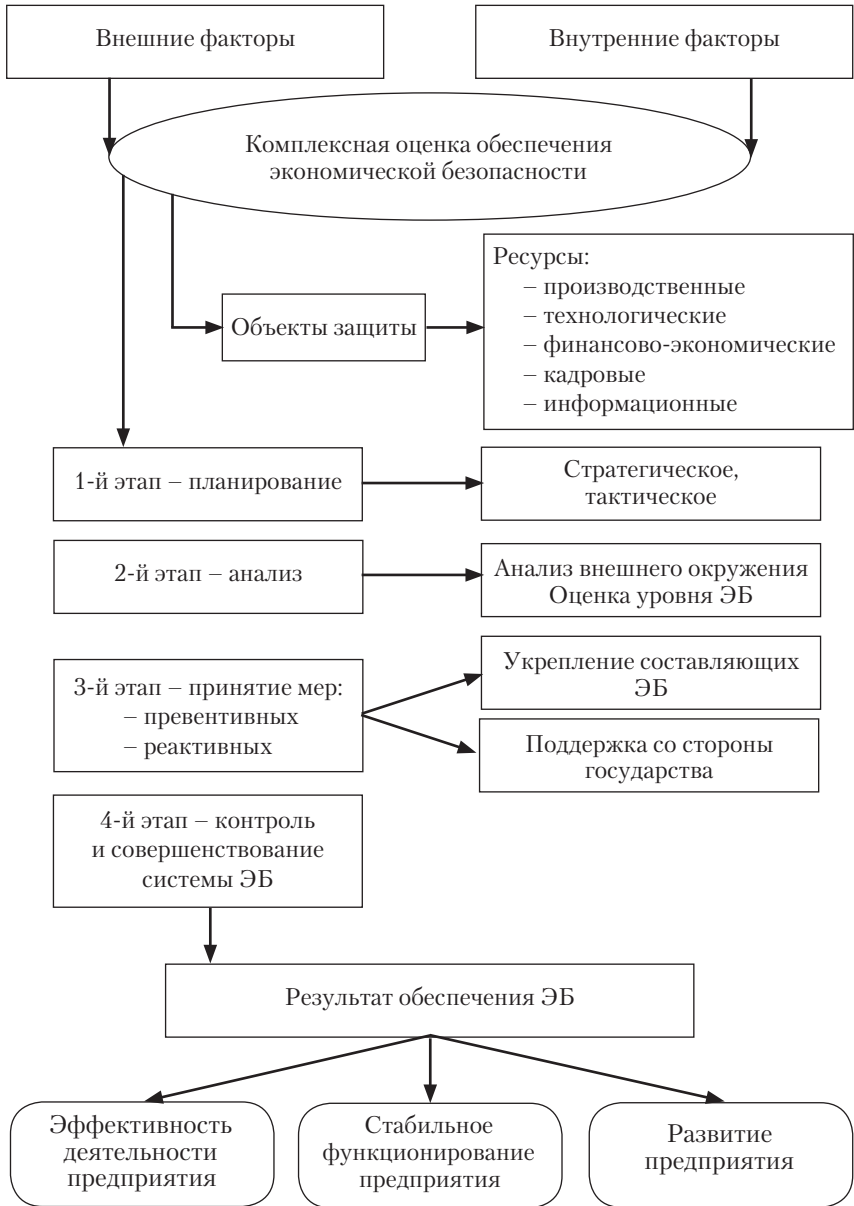 Внешние факторы
Внутренние факторы
Комплексная оценка обеспечения
экономической безопасности
Ресурсы:
– производственные
– технологические
– финансово-экономические
– кадровые
– информационные
Объекты защиты
1-й этап – планирование
Стратегическое,
тактическое
2-й этап – анализ
Анализ внешнего окружения
Оценка уровня ЭБ
3-й этап – принятие мер:
– превентивных
– реактивных
Укрепление составляющих
ЭБ
Поддержка со стороны
государства
4-й этап – контроль
и совершенствование
системы ЭБ
Результат обеспечения ЭБ
Эффективность
деятельности
предприятия
Стабильное
функционирование
предприятия
Развитие
предприятия